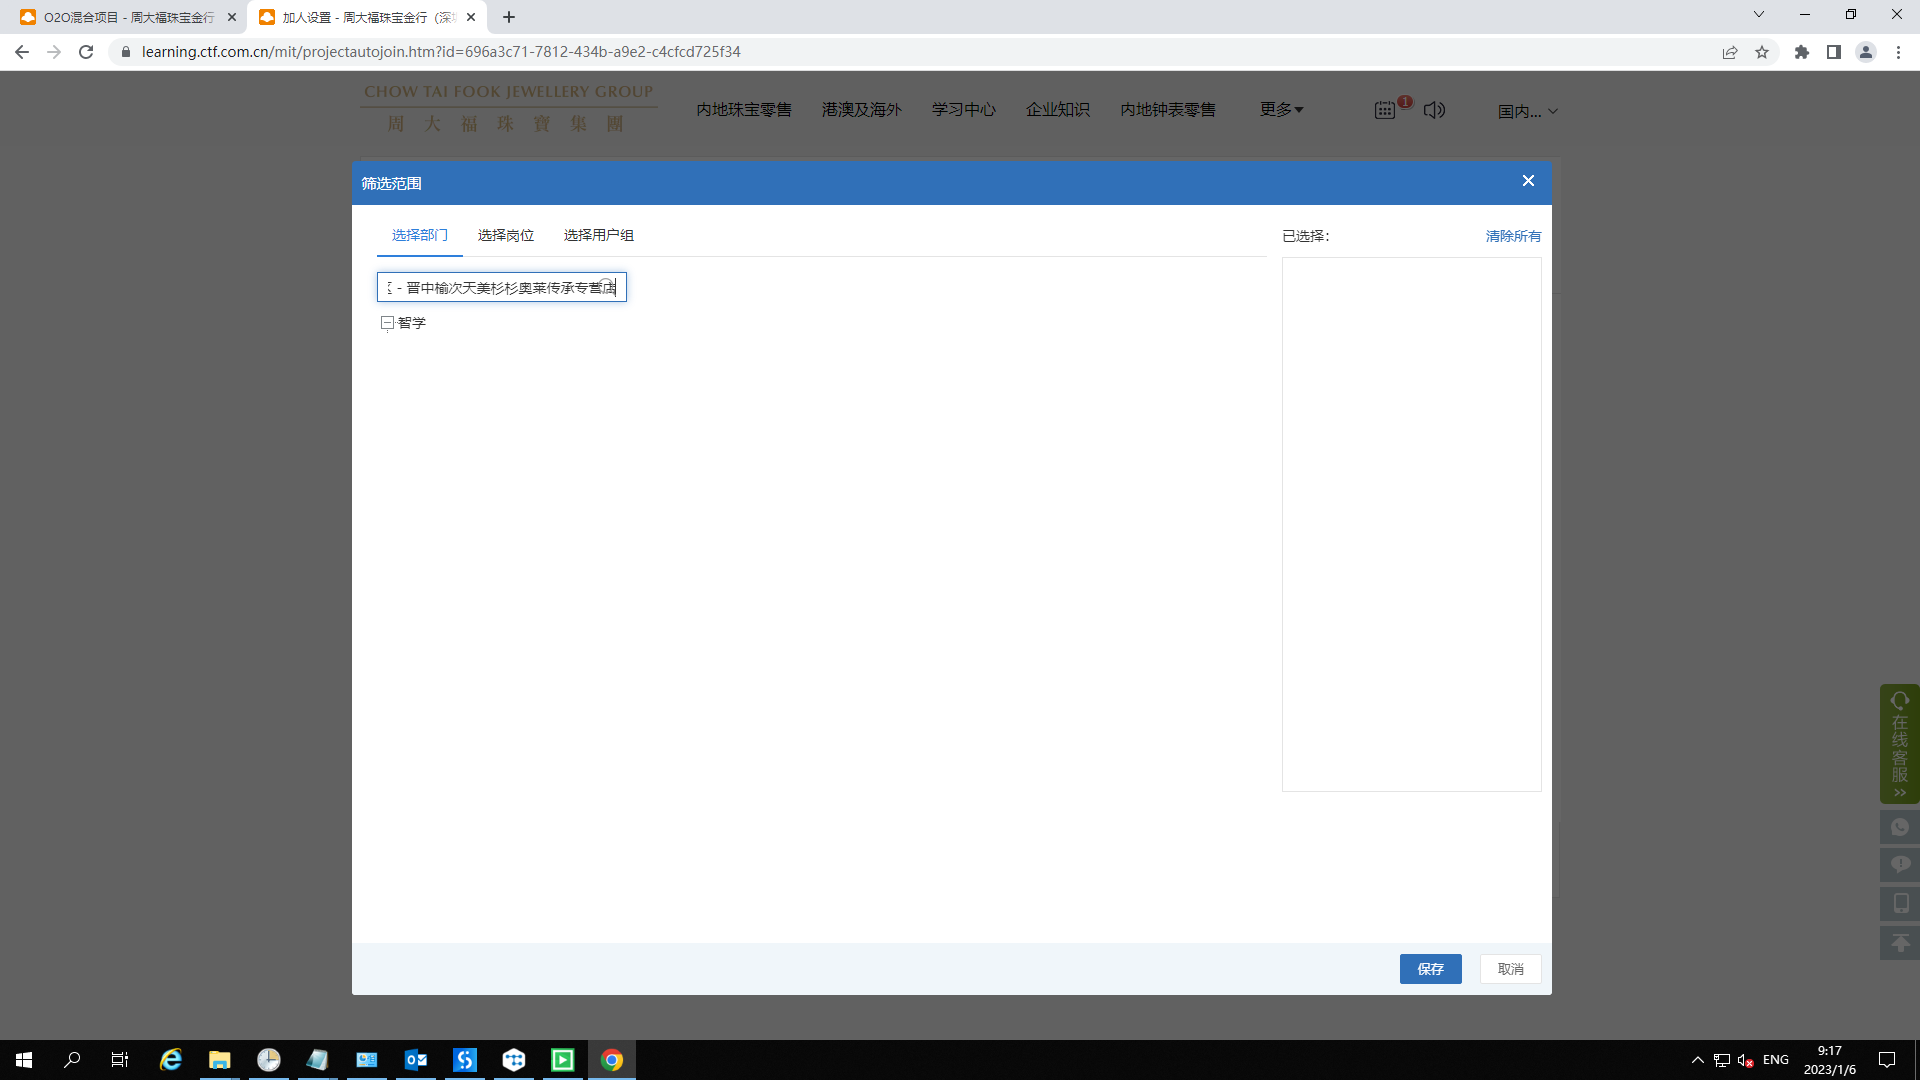 O2O混合项目 - 周大福珠宝金行
加人设置 - 周大福珠宝金行（深圳
learning.ctf.com.cn/mit/projectautojoin.htm?id=696a3c71-7812-434b-a9e2-c4cfcd725f34
CHOW TAI FOOK JEWELLERY GROUP
周大福珠寶集團
内地珠宝零售
港澳及海外
学习中心
企业知识
内地钟表零售
更多
1
国内...
筛选范围
选择部门
选择岗位
选择用户组
已选择：
清除所有
- 晋中榆次天美杉杉奥莱传承专营店
智学
保存
取消
在线客服
ENG
9:17
2023/1/6